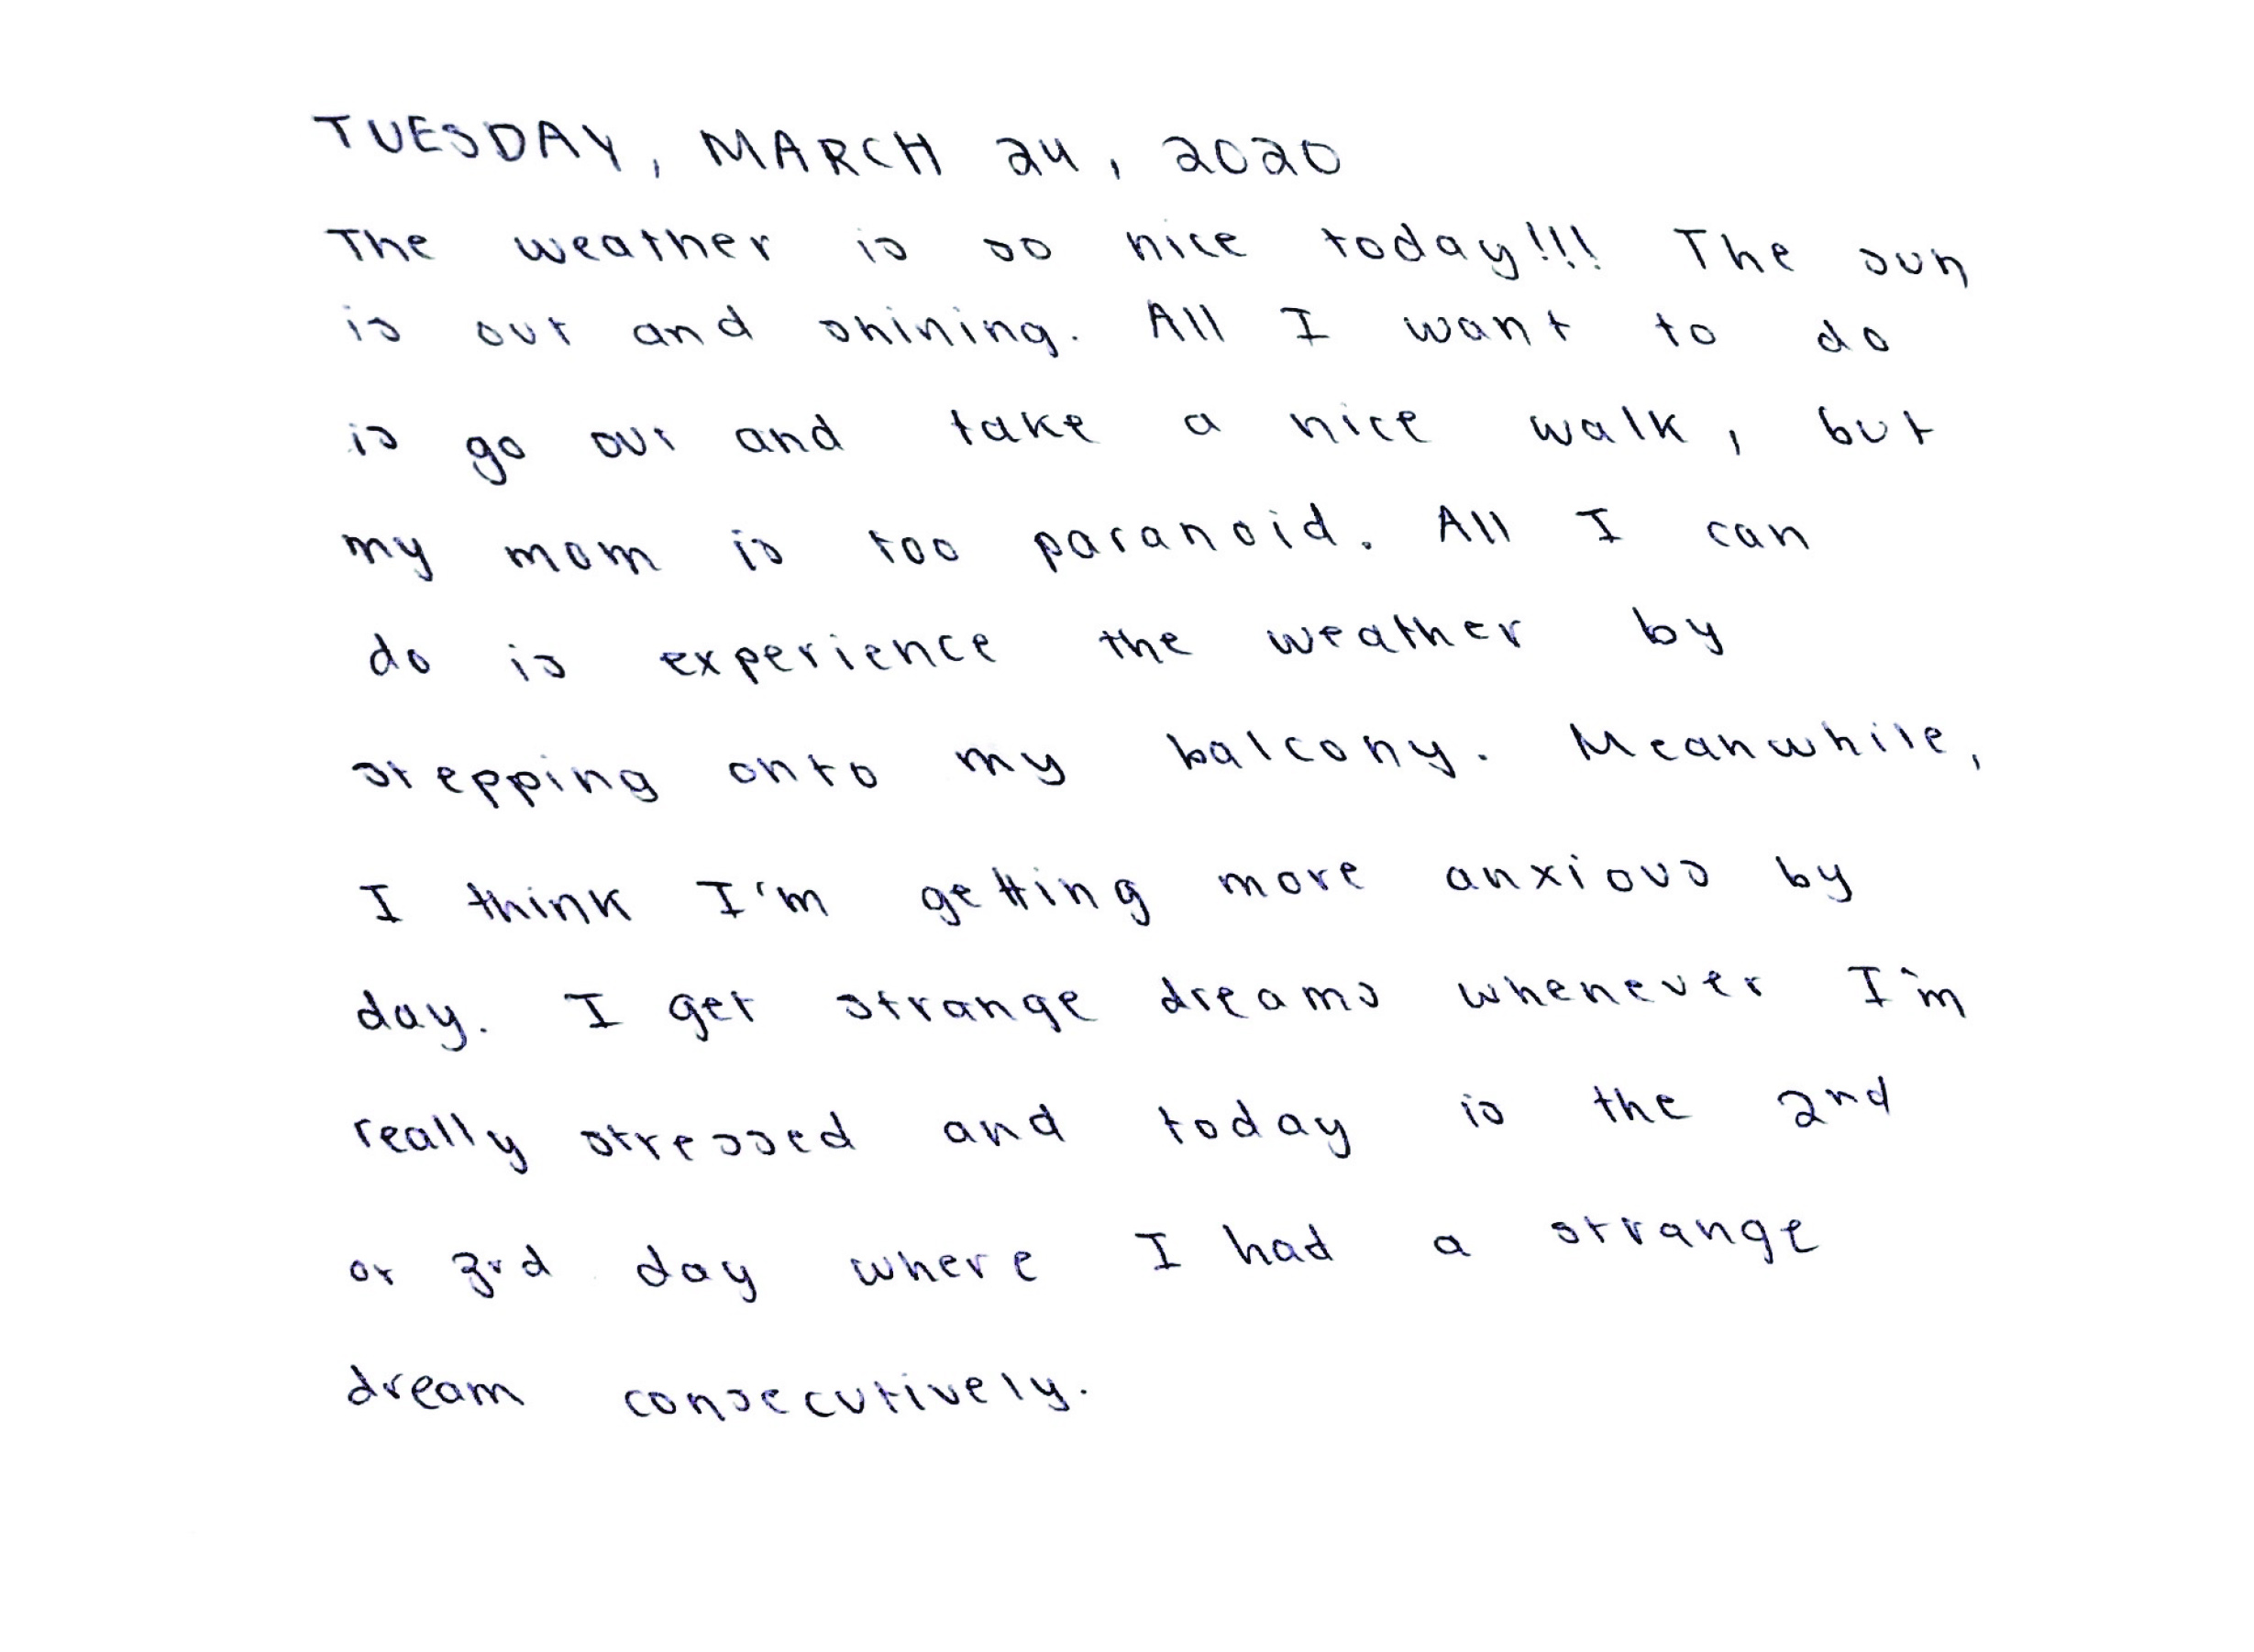 TUESDAY, MARCH 24, 2020
The weather is so nice today!!! The sun
is out and shining. All I want to do
is go out and take a nice walk, but
my mom is too paranoid. All I can
do is experience the weather by
stepping onto my balcony. Meanwhile,
I think I'm getting more anxious by
day. I get strange dreams whenever I'm
really stressed and today is the 2nd
or 3rd day where I had a strange
dream consecutively.